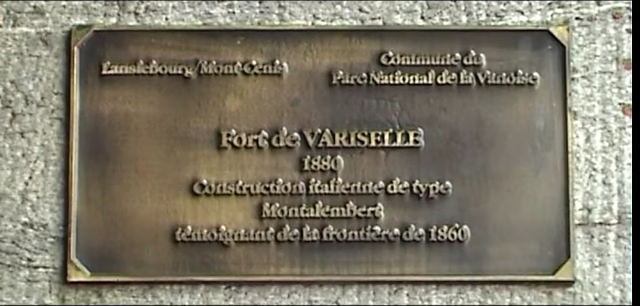 Lanslebourg/Mont-Cenis
Commune du
Parc National de la Vanoise
Fort de VARISELLE
1880
Construction italienne de type
Montalembert
témoignant de la frontière de 1860